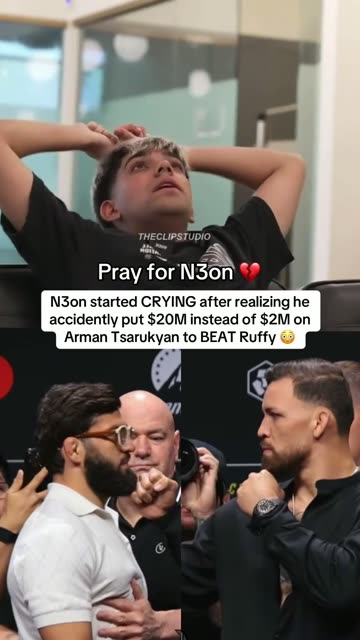 THECLIPSTUDIO
Pray for N3on 💔
N3on started CRYING after realizing he
accidently put $20M instead of $2M on
Arman Tsarukyan to BEAT Ruffy 😳